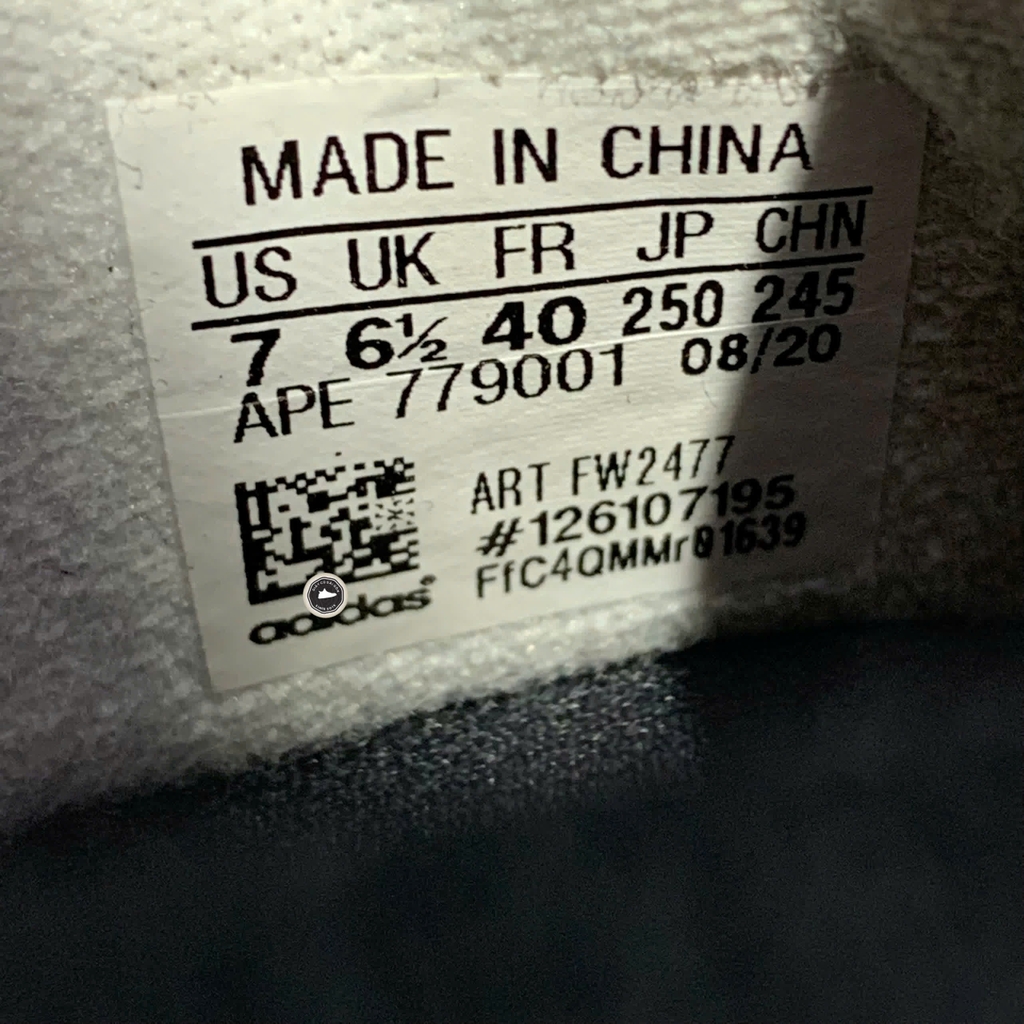 MADE IN CHINA
US UK FR JP CHN
7 6½ 40 250 245
APE 779001 08/20
ART FW2477
#126107195
FfC4QMMr01639
adidas®